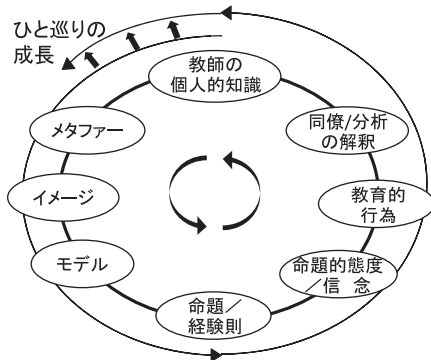 ひと巡りの
成長
教師の
個人的知識
同僚/分析
の解釈
教育的
行為
命題的態度
／信　念
命題／
経験則
モデル
イメージ
メタファー